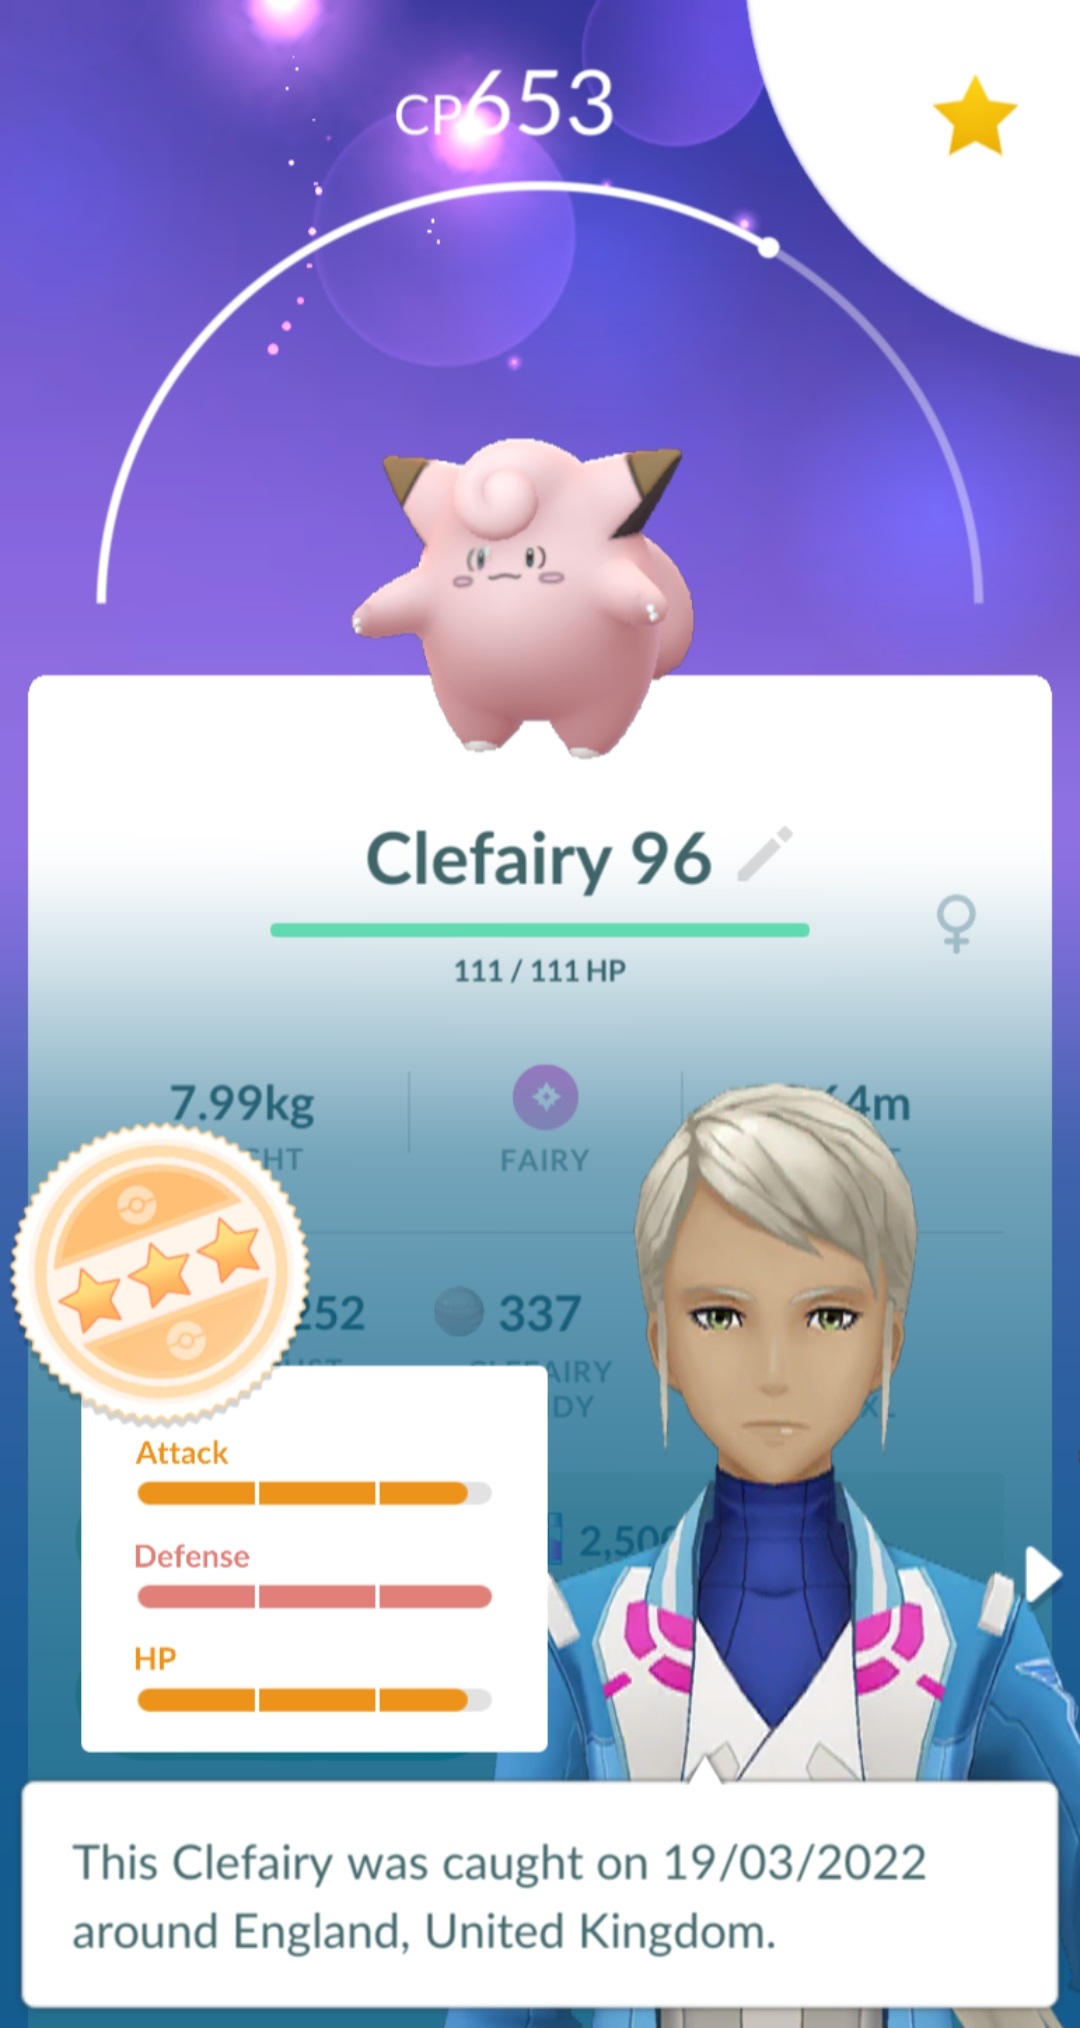 CP653
Clefairy 96
111 / 111 HP
7.99kg
FAIRY
337
Attack
Defense
HP
This Clefairy was caught on 19/03/2022
around England, United Kingdom.